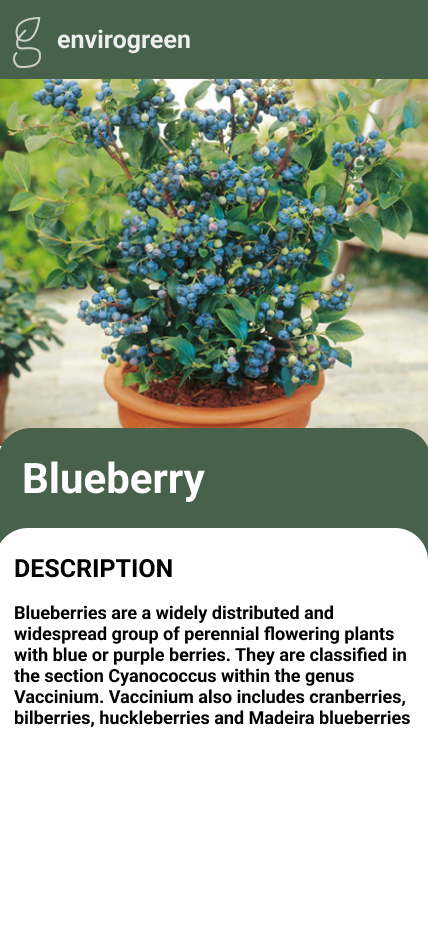 envirogreen
Blueberry
DESCRIPTION
Blueberries are a widely distributed and
widespread group of perennial flowering plants
with blue or purple berries. They are classified in
the section Cyanococcus within the genus
Vaccinium. Vaccinium also includes cranberries,
bilberries, huckleberries and Madeira blueberries